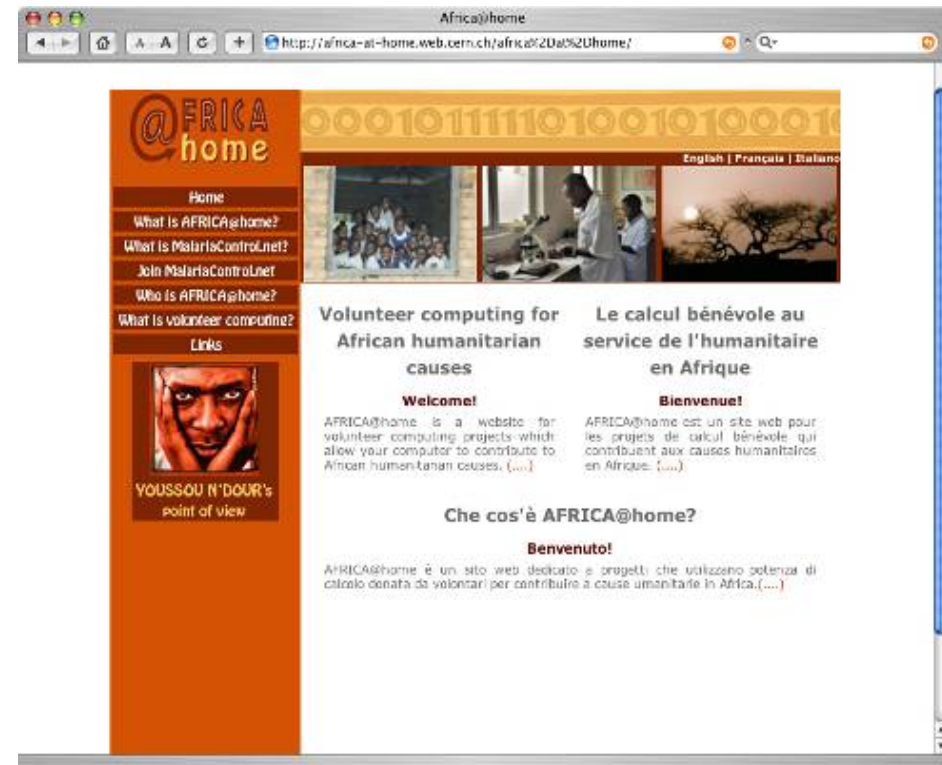 Africa@home
A A
http://africa-at-home.web.cern.ch/africa%2Dat%2Dhome/
@FRICA
home
0001011111010010100010
English | Français | Italiano
Home
What is AFRICA@home?
What is MalariaControl.net?
Join MalariaControl.net
Who is AFRICA@home?
What is volunteer computing?
Links
YOUSSOU N'DOUR's
point of view
Volunteer computing for
African humanitarian
causes
Welcome!
AFRICA@home is a website for
volunteer computing projects which
allow your computer to contribute to
African humanitarian causes. (....)
Le calcul bénévole au
service de l'humanitaire
en Afrique
Bienvenue!
AFRICA@home est un site web pour
les projets de calcul bénévole qui
contribuent aux causes humanitaires
en Afrique. (....)
Che cos'è AFRICA@home?
Benvenuto!
AFRICA@home è un sito web dedicato a progetti che utilizzano potenza di
calcolo donata da volontari per contribuire a cause umanitarie in Africa.(....)